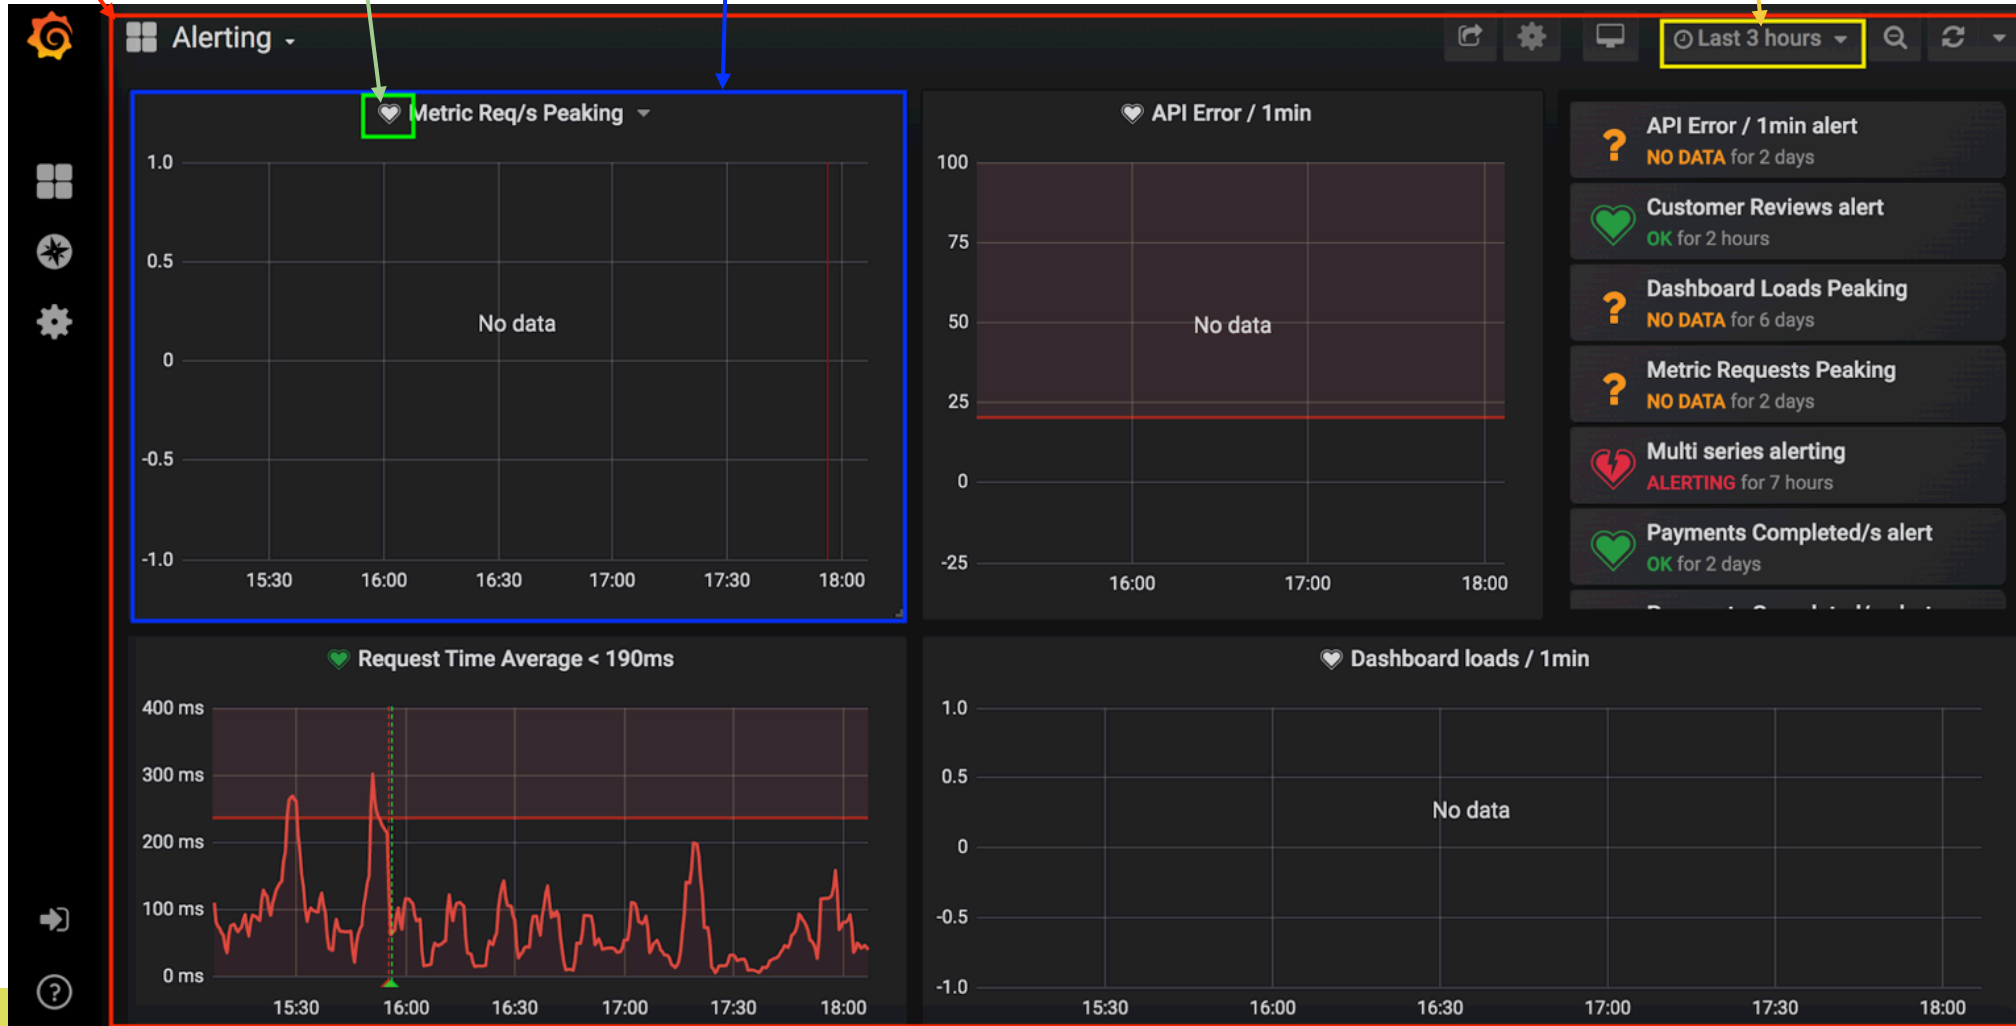 Alerting
Last 3 hours
Metric Req/s Peaking
1.0
0.5
0
-0.5
-1.0
No data
15:30 16:00 16:30 17:00 17:30 18:00
API Error / 1min
100
75
50
25
0
-25
No data
16:00 17:00 18:00
API Error / 1min alert
NO DATA for 2 days
Customer Reviews alert
OK for 2 hours
Dashboard Loads Peaking
NO DATA for 6 days
Metric Requests Peaking
NO DATA for 2 days
Multi series alerting
ALERTING for 7 hours
Payments Completed/s alert
OK for 2 days
Request Time Average < 190ms
400 ms
300 ms
200 ms
100 ms
0 ms
15:30 16:00 16:30 17:00 17:30 18:00
Dashboard loads / 1min
1.0
0.5
0
-0.5
-1.0
No data
15:30 16:00 16:30 17:00 17:30 18:00